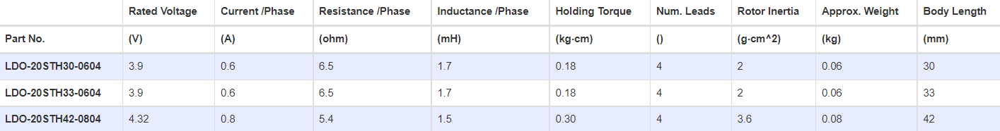 Rated Voltage Current /Phase Resistance /Phase Inductance /Phase Holding Torque Num. Leads Rotor Inertia Approx. Weight Body Length
Part No. (V) (A) (ohm) (mH) (kg·cm) () (g·cm^2) (kg) (mm)
LDO-20STH30-0604 3.9 0.6 6.5 1.7 0.18 4 2 0.06 30
LDO-20STH33-0604 3.9 0.6 6.5 1.7 0.18 4 2 0.06 33
LDO-20STH42-0804 4.32 0.8 5.4 1.5 0.30 4 3.6 0.08 42